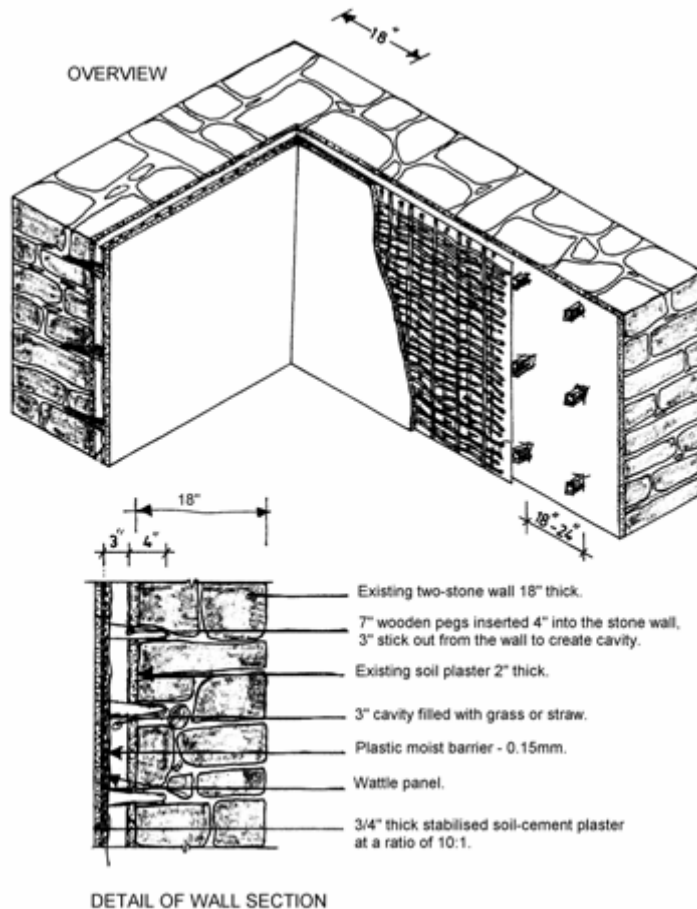 18"
OVERVIEW
18"-24"
18"
3"
4"
Existing two-stone wall 18" thick.
7" wooden pegs inserted 4" into the stone wall,
3" stick out from the wall to create cavity.
Existing soil plaster 2" thick.
3" cavity filled with grass or straw.
Plastic moist barrier - 0.15mm.
Wattle panel.
3/4" thick stabilised soil-cement plaster
at a ratio of 10:1.
DETAIL OF WALL SECTION